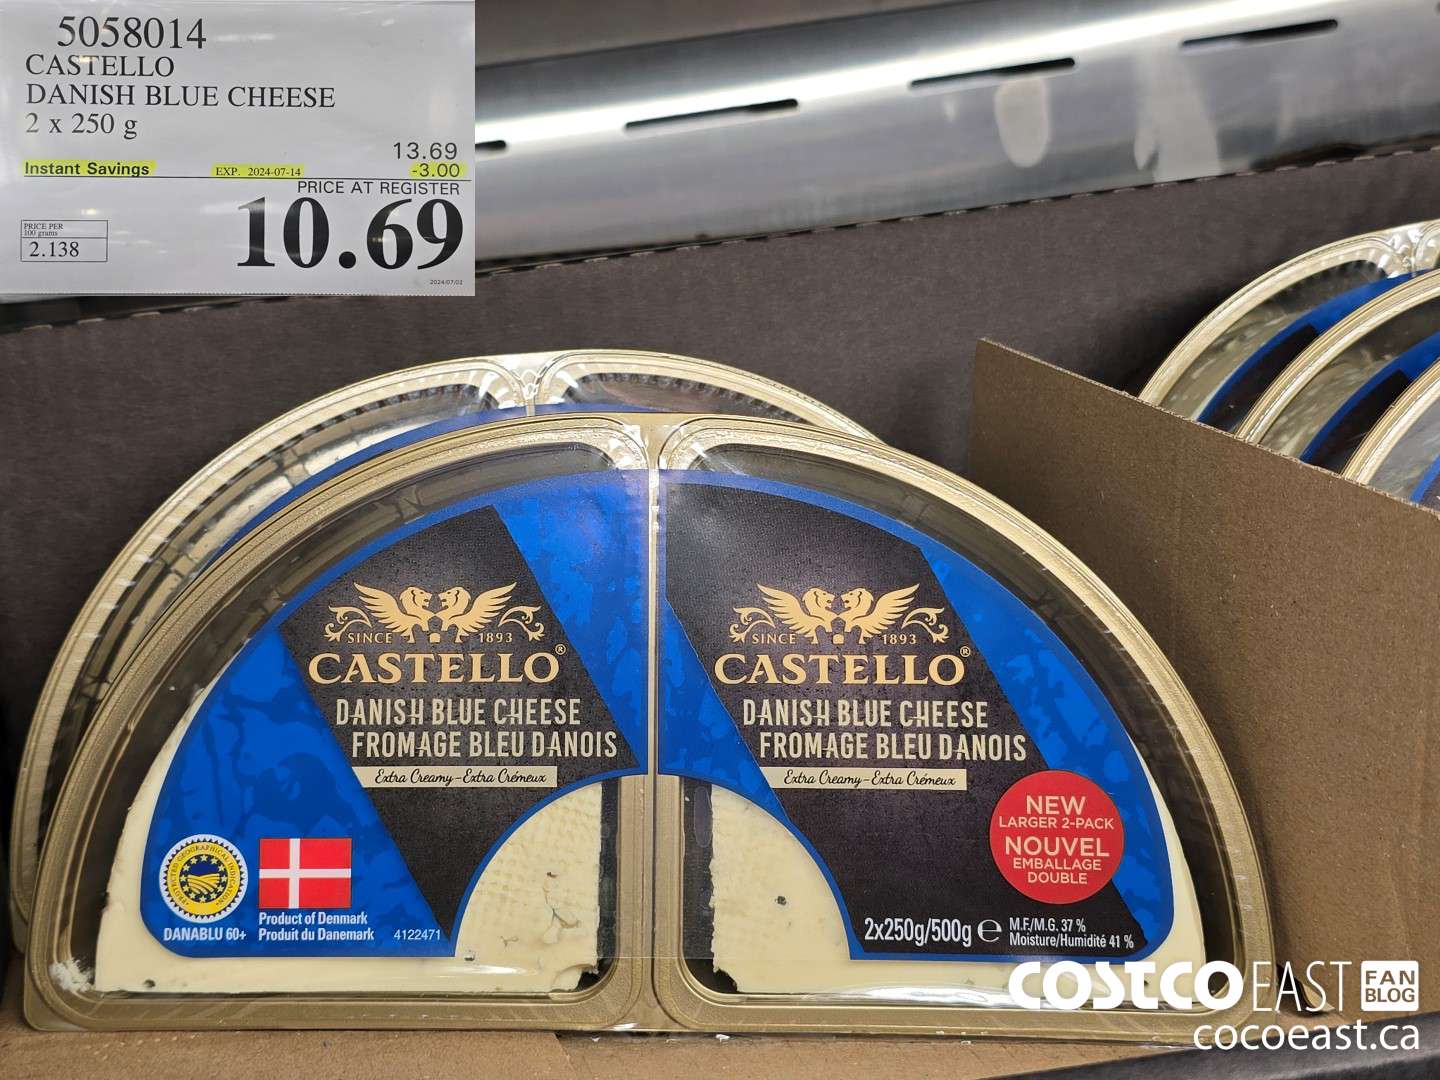 5058014
CASTELLO
DANISH BLUE CHEESE
2 x 250 g
13.69
Instant Savings EXP. 2024-07-14 -3.00
PRICE AT REGISTER
10.69
PRICE PER
100 grams
2.138
2024/07/02
SINCE 1893
CASTELLO®
DANISH BLUE CHEESE
FROMAGE BLEU DANOIS
Extra Creamy-Extra Crémeux
PROTECTED GEOGRAPHICAL INDICATION
DANABLU 60+
Product of Denmark
Produit du Danemark
4122471
SINCE 1893
CASTELLO®
DANISH BLUE CHEESE
FROMAGE BLEU DANOIS
Extra Creamy-Extra Crémeux
NEW
LARGER 2-PACK
NOUVEL
EMBALLAGE
DOUBLE
2x250g/500g e
M.F./M.G. 37 %
Moisture/Humidité 41 %
COSTCO EAST FAN BLOG
cocoeast.ca